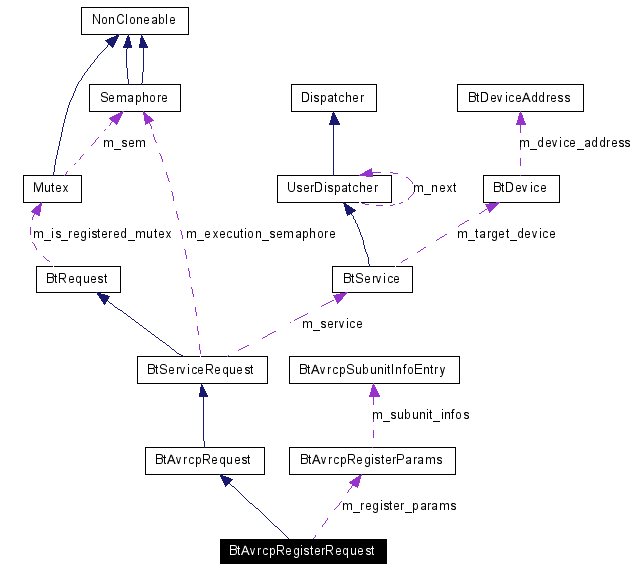 NonCloneable
Semaphore
Dispatcher
BtDeviceAddress
m_sem
m_device_address
Mutex
UserDispatcher
m_next
BtDevice
m_is_registered_mutex
m_execution_semaphore
m_target_device
BtRequest
BtService
m_service
BtServiceRequest
BtAvrcpSubunitInfoEntry
m_subunit_infos
BtAvrcpRequest
BtAvrcpRegisterParams
m_register_params
BtAvrcpRegisterRequest